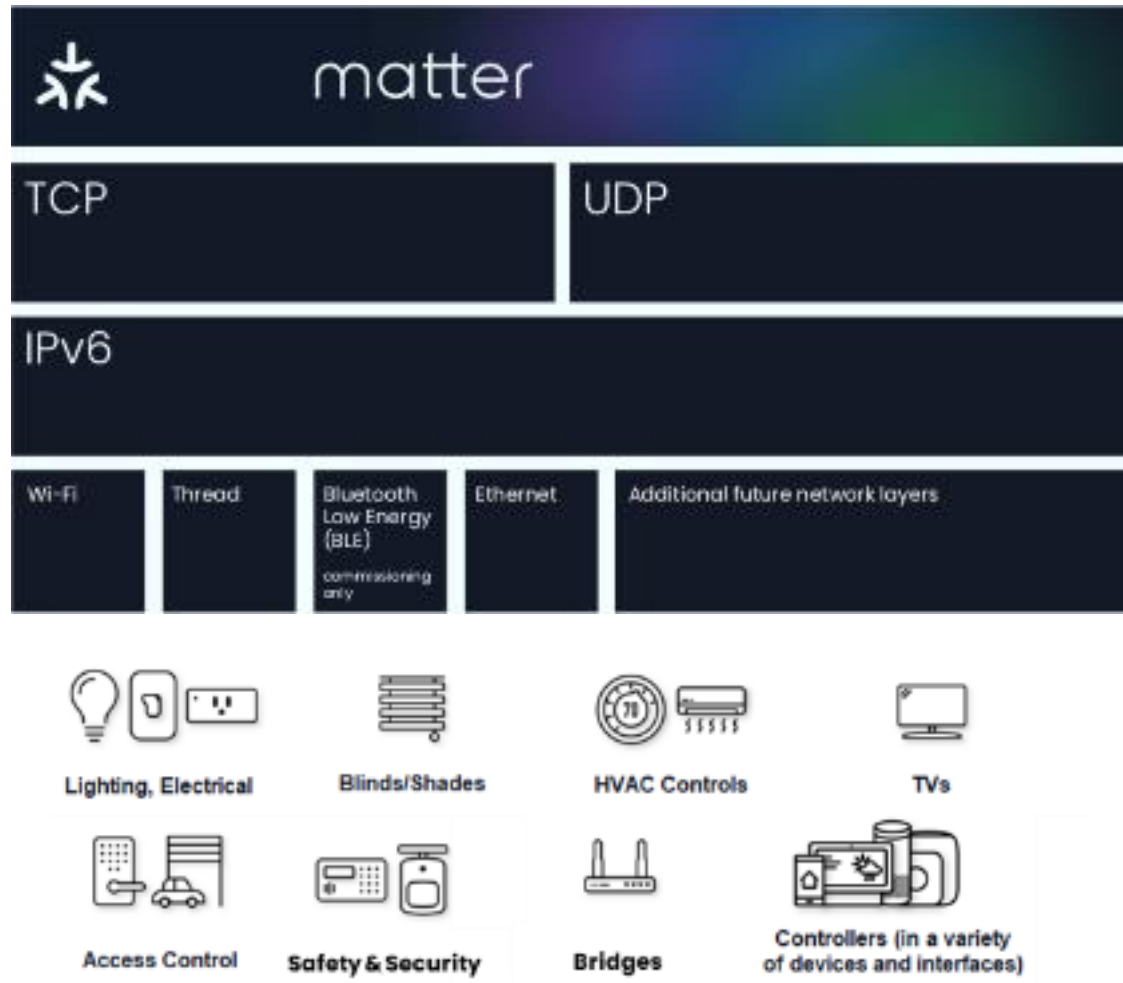 matter
TCP
UDP
IPv6
Wi-Fi
Thread
Bluetooth
Low Energy
(BLE)
commissioning
only
Ethernet
Additional future network layers
70
Lighting, Electrical
Blinds/Shades
HVAC Controls
TVs
Access Control
Safety & Security
Bridges
Controllers (in a variety
of devices and interfaces)